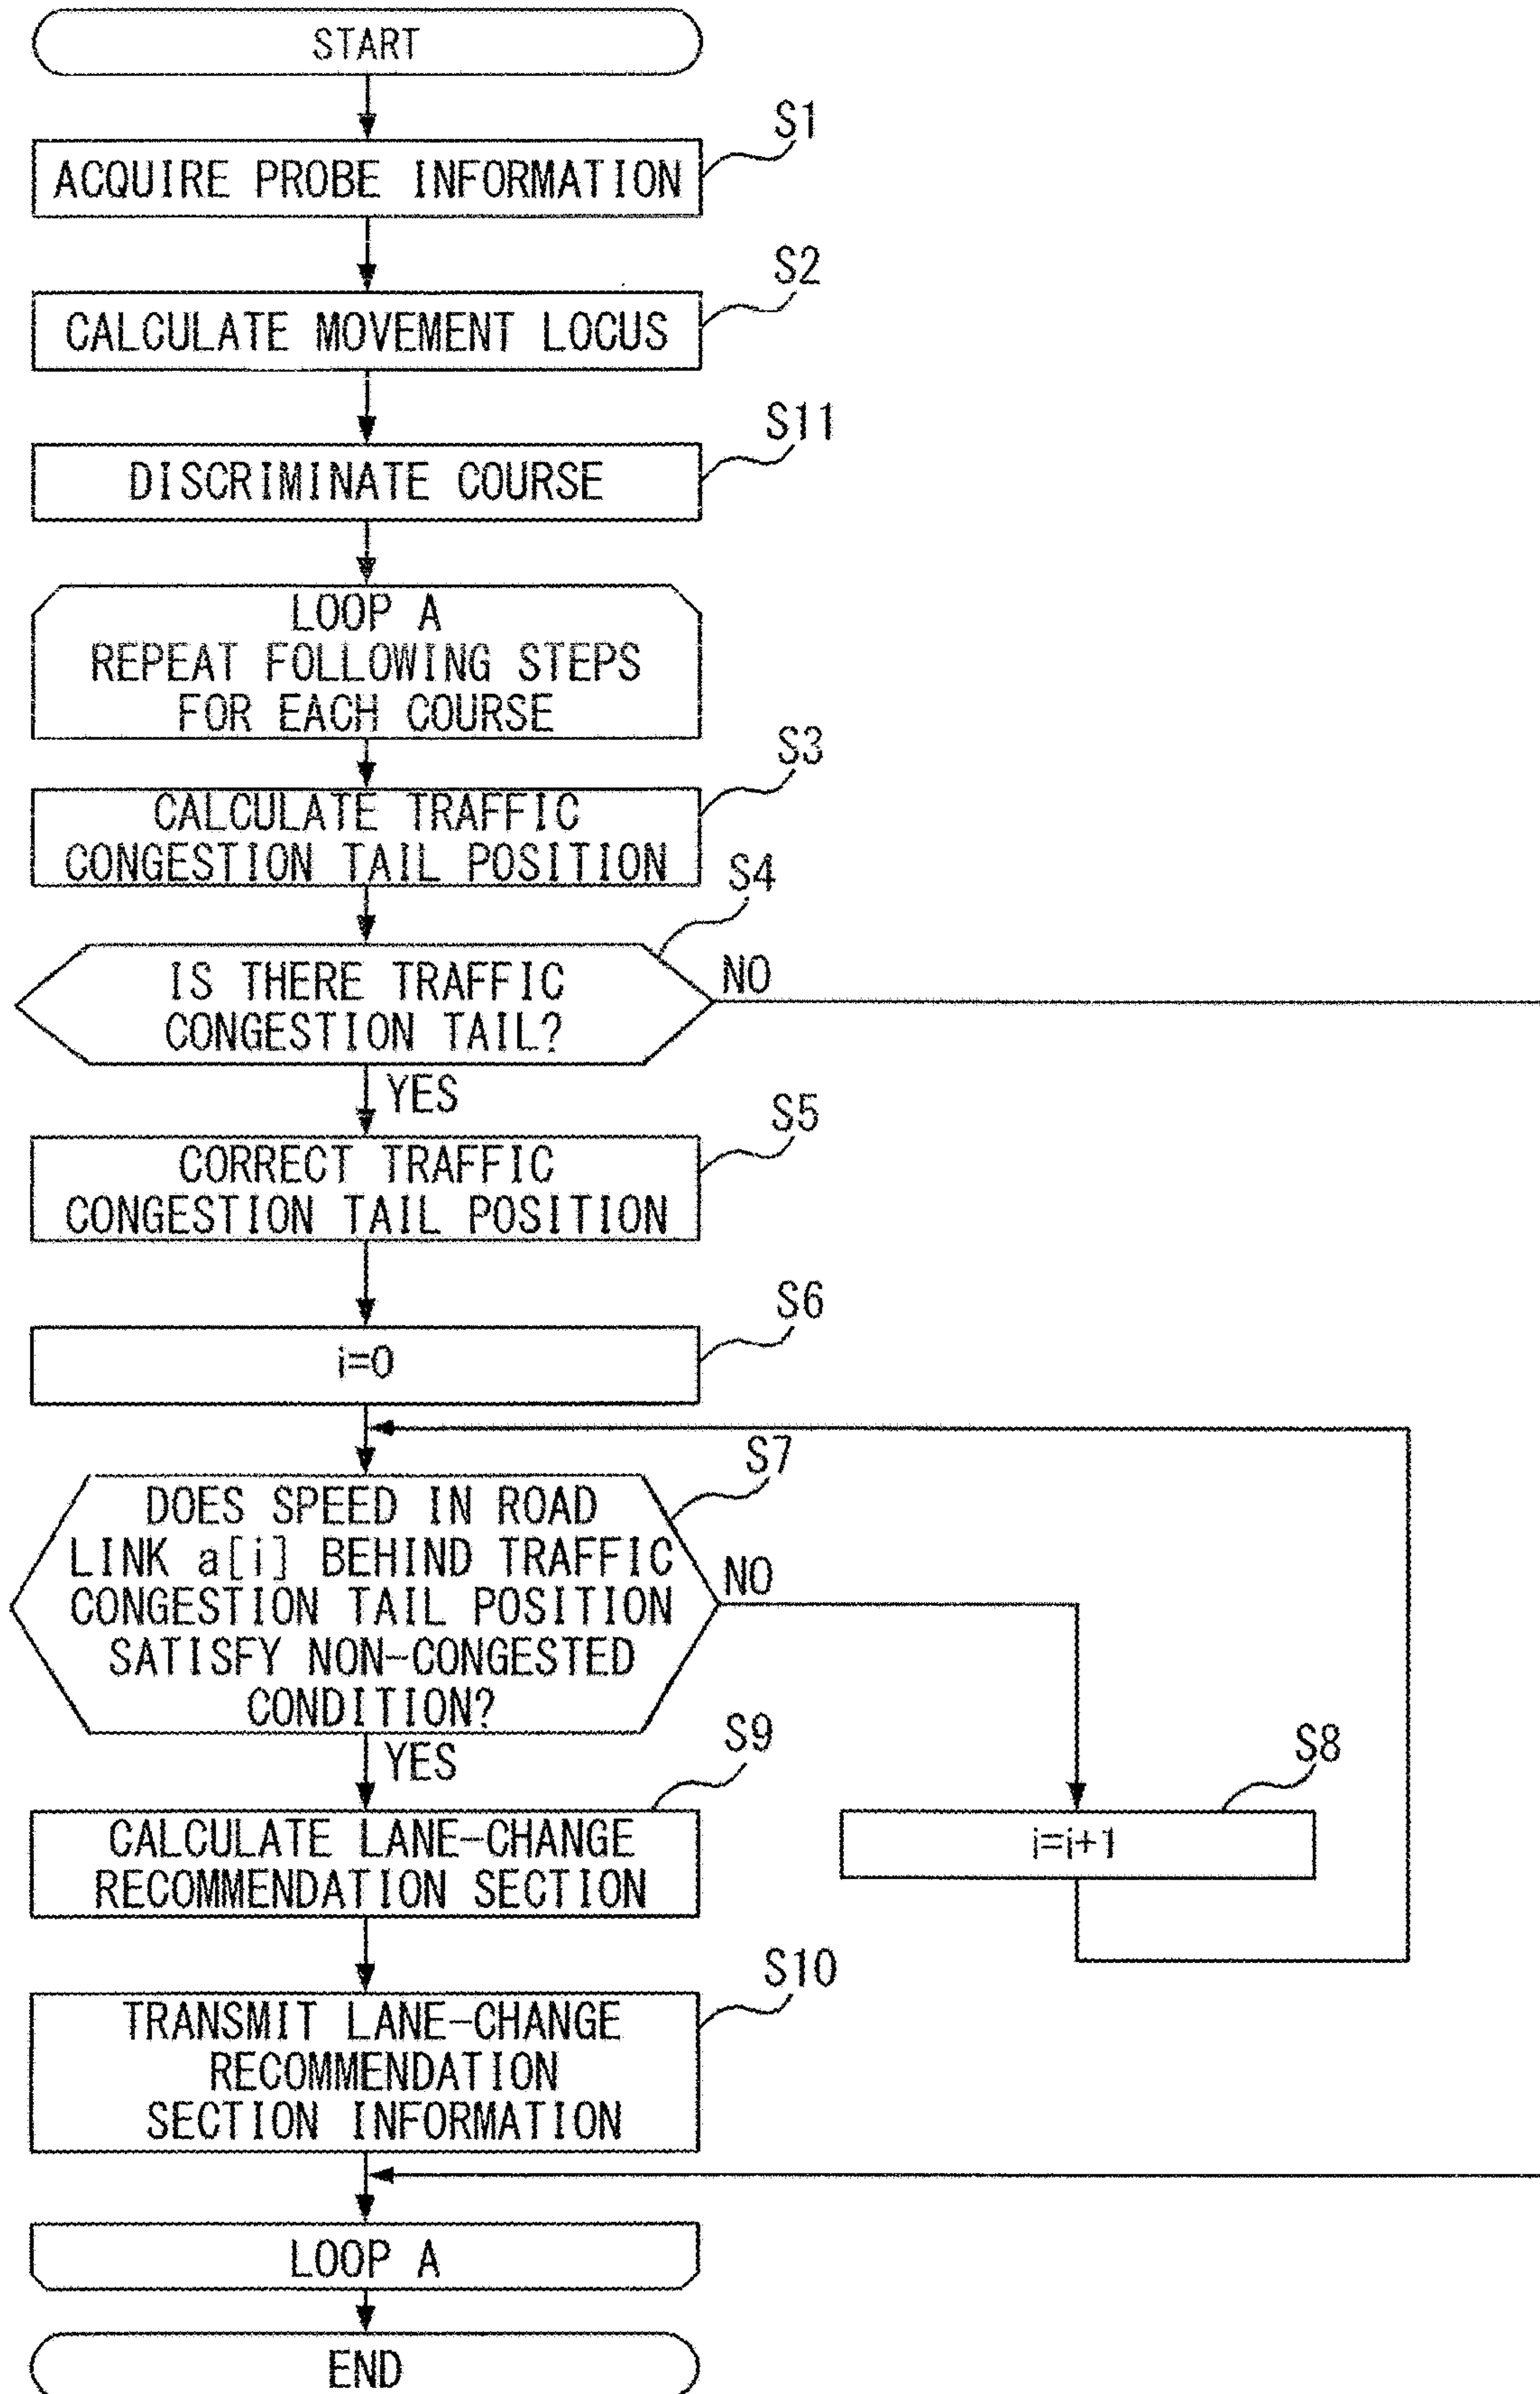 START
S1
ACQUIRE PROBE INFORMATION
S2
CALCULATE MOVEMENT LOCUS
S11
DISCRIMINATE COURSE
LOOP A
REPEAT FOLLOWING STEPS
FOR EACH COURSE
S3
CALCULATE TRAFFIC
CONGESTION TAIL POSITION
S4
IS THERE TRAFFIC
CONGESTION TAIL?
NO
YES
S5
CORRECT TRAFFIC
CONGESTION TAIL POSITION
S6
i=0
S7
DOES SPEED IN ROAD
LINK a[i] BEHIND TRAFFIC
CONGESTION TAIL POSITION
SATISFY NON-CONGESTED
CONDITION?
NO
YES
S9
CALCULATE LANE-CHANGE
RECOMMENDATION SECTION
S8
i=i+1
S10
TRANSMIT LANE-CHANGE
RECOMMENDATION
SECTION INFORMATION
LOOP A
END